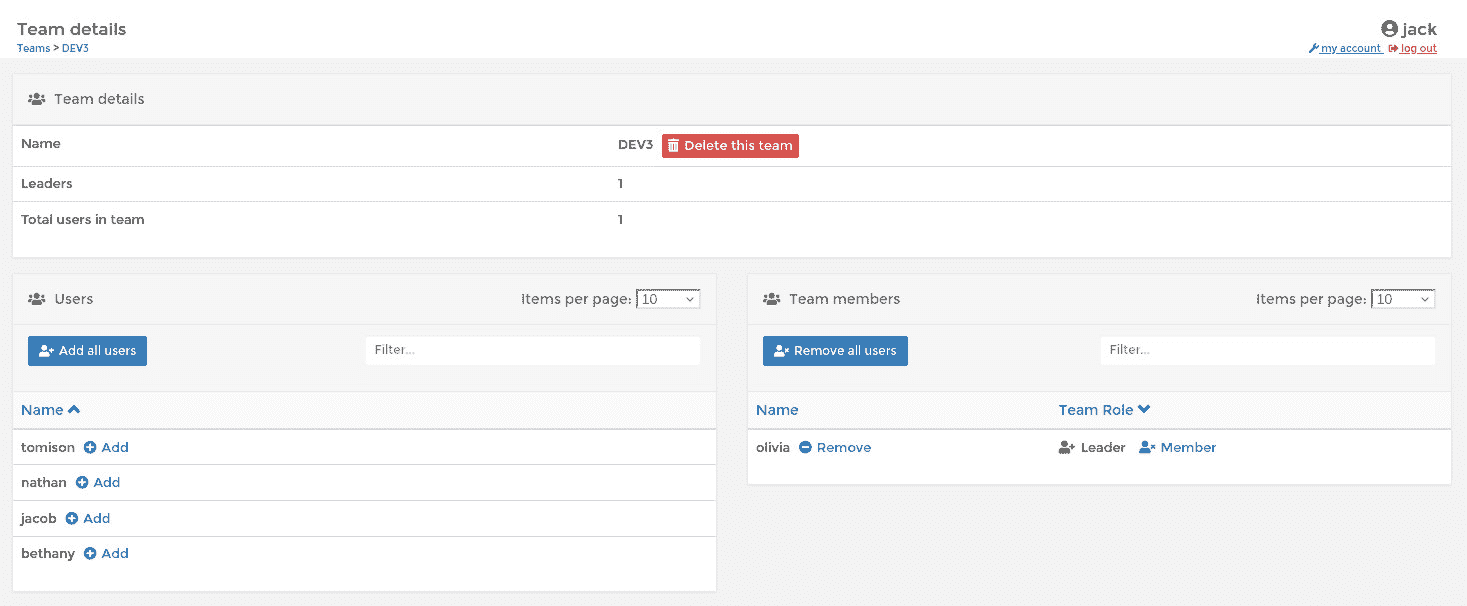 Team details
jack
Teams > DEV3
my account log out
Team details
Name DEV3 Delete this team
Leaders 1
Total users in team 1
Users Items per page: 10
Add all users Filter...
Name
tomison Add
nathan Add
jacob Add
bethany Add
Team members Items per page: 10
Remove all users Filter...
Name Team Role
olivia Remove Leader Member